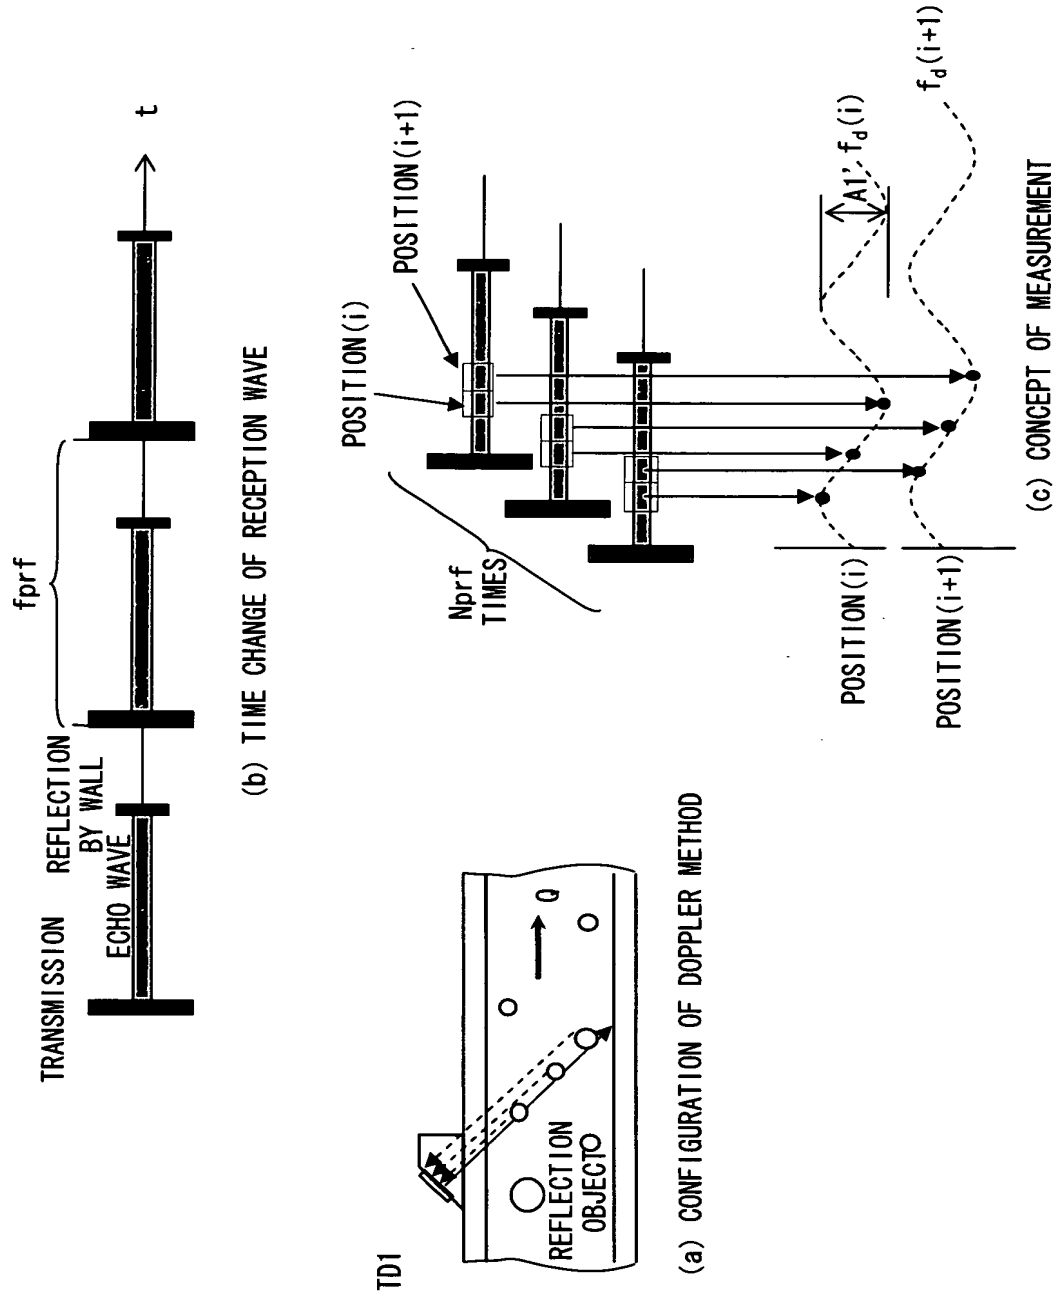 TD1
REFLECTION
OBJECT
Q
(a) CONFIGURATION OF DOPPLER METHOD
TRANSMISSION
REFLECTION
BY WALL
ECHO WAVE
fprf
t
(b) TIME CHANGE OF RECEPTION WAVE
POSITION(i)
POSITION(i+1)
Nprf
TIMES
POSITION(i)
A1'
fd(i)
POSITION(i+1)
fd(i+1)
(c) CONCEPT OF MEASUREMENT